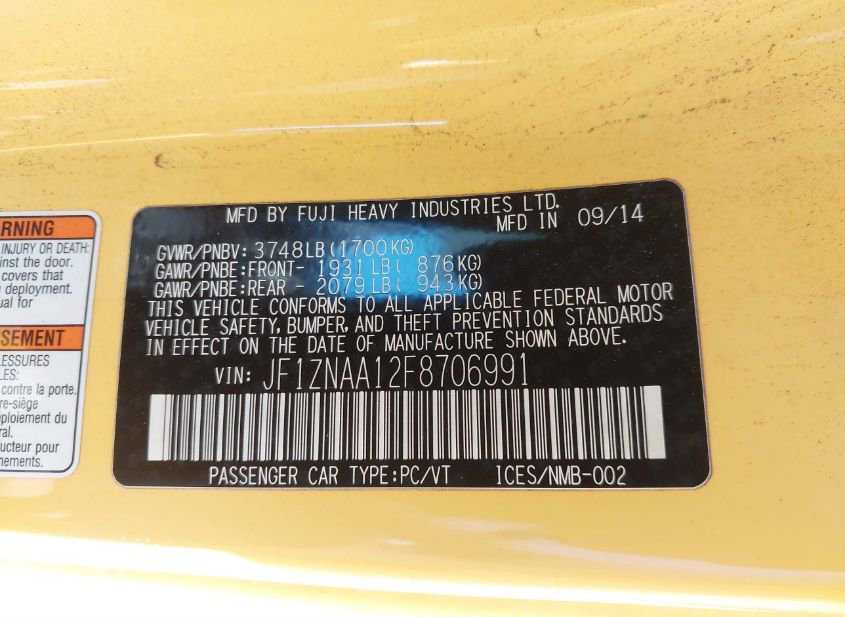 MFD BY FUJI HEAVY INDUSTRIES LTD.
MFD IN 09/14
GVWR/PNBV: 3748LB(1700KG)
GAWR/PNBE:FRONT- 1931LB( 876KG)
GAWR/PNBE:REAR - 2079LB( 943KG)
THIS VEHICLE CONFORMS TO ALL APPLICABLE FEDERAL MOTOR
VEHICLE SAFETY, BUMPER, AND THEFT PREVENTION STANDARDS
IN EFFECT ON THE DATE OF MANUFACTURE SHOWN ABOVE.
VIN: JF1ZNAA12F8706991
PASSENGER CAR TYPE:PC/VT ICES/NMB-002
RNING
INJURY OR DEATH:
inst the door.
covers that
deployment.
ual for
SEMENT
LESSURES
LES:
contre la porte.
re-siège
ploiement du
ral.
ucteur pour
nements.